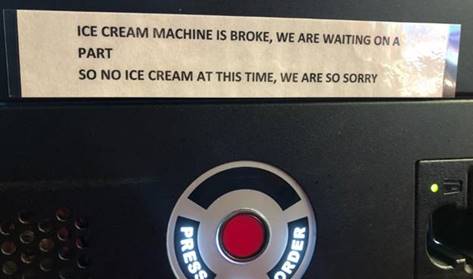 ICE CREAM MACHINE IS BROKE, WE ARE WAITING ON A
PART
SO NO ICE CREAM AT THIS TIME, WE ARE SO SORRY
PRESS
ORDER